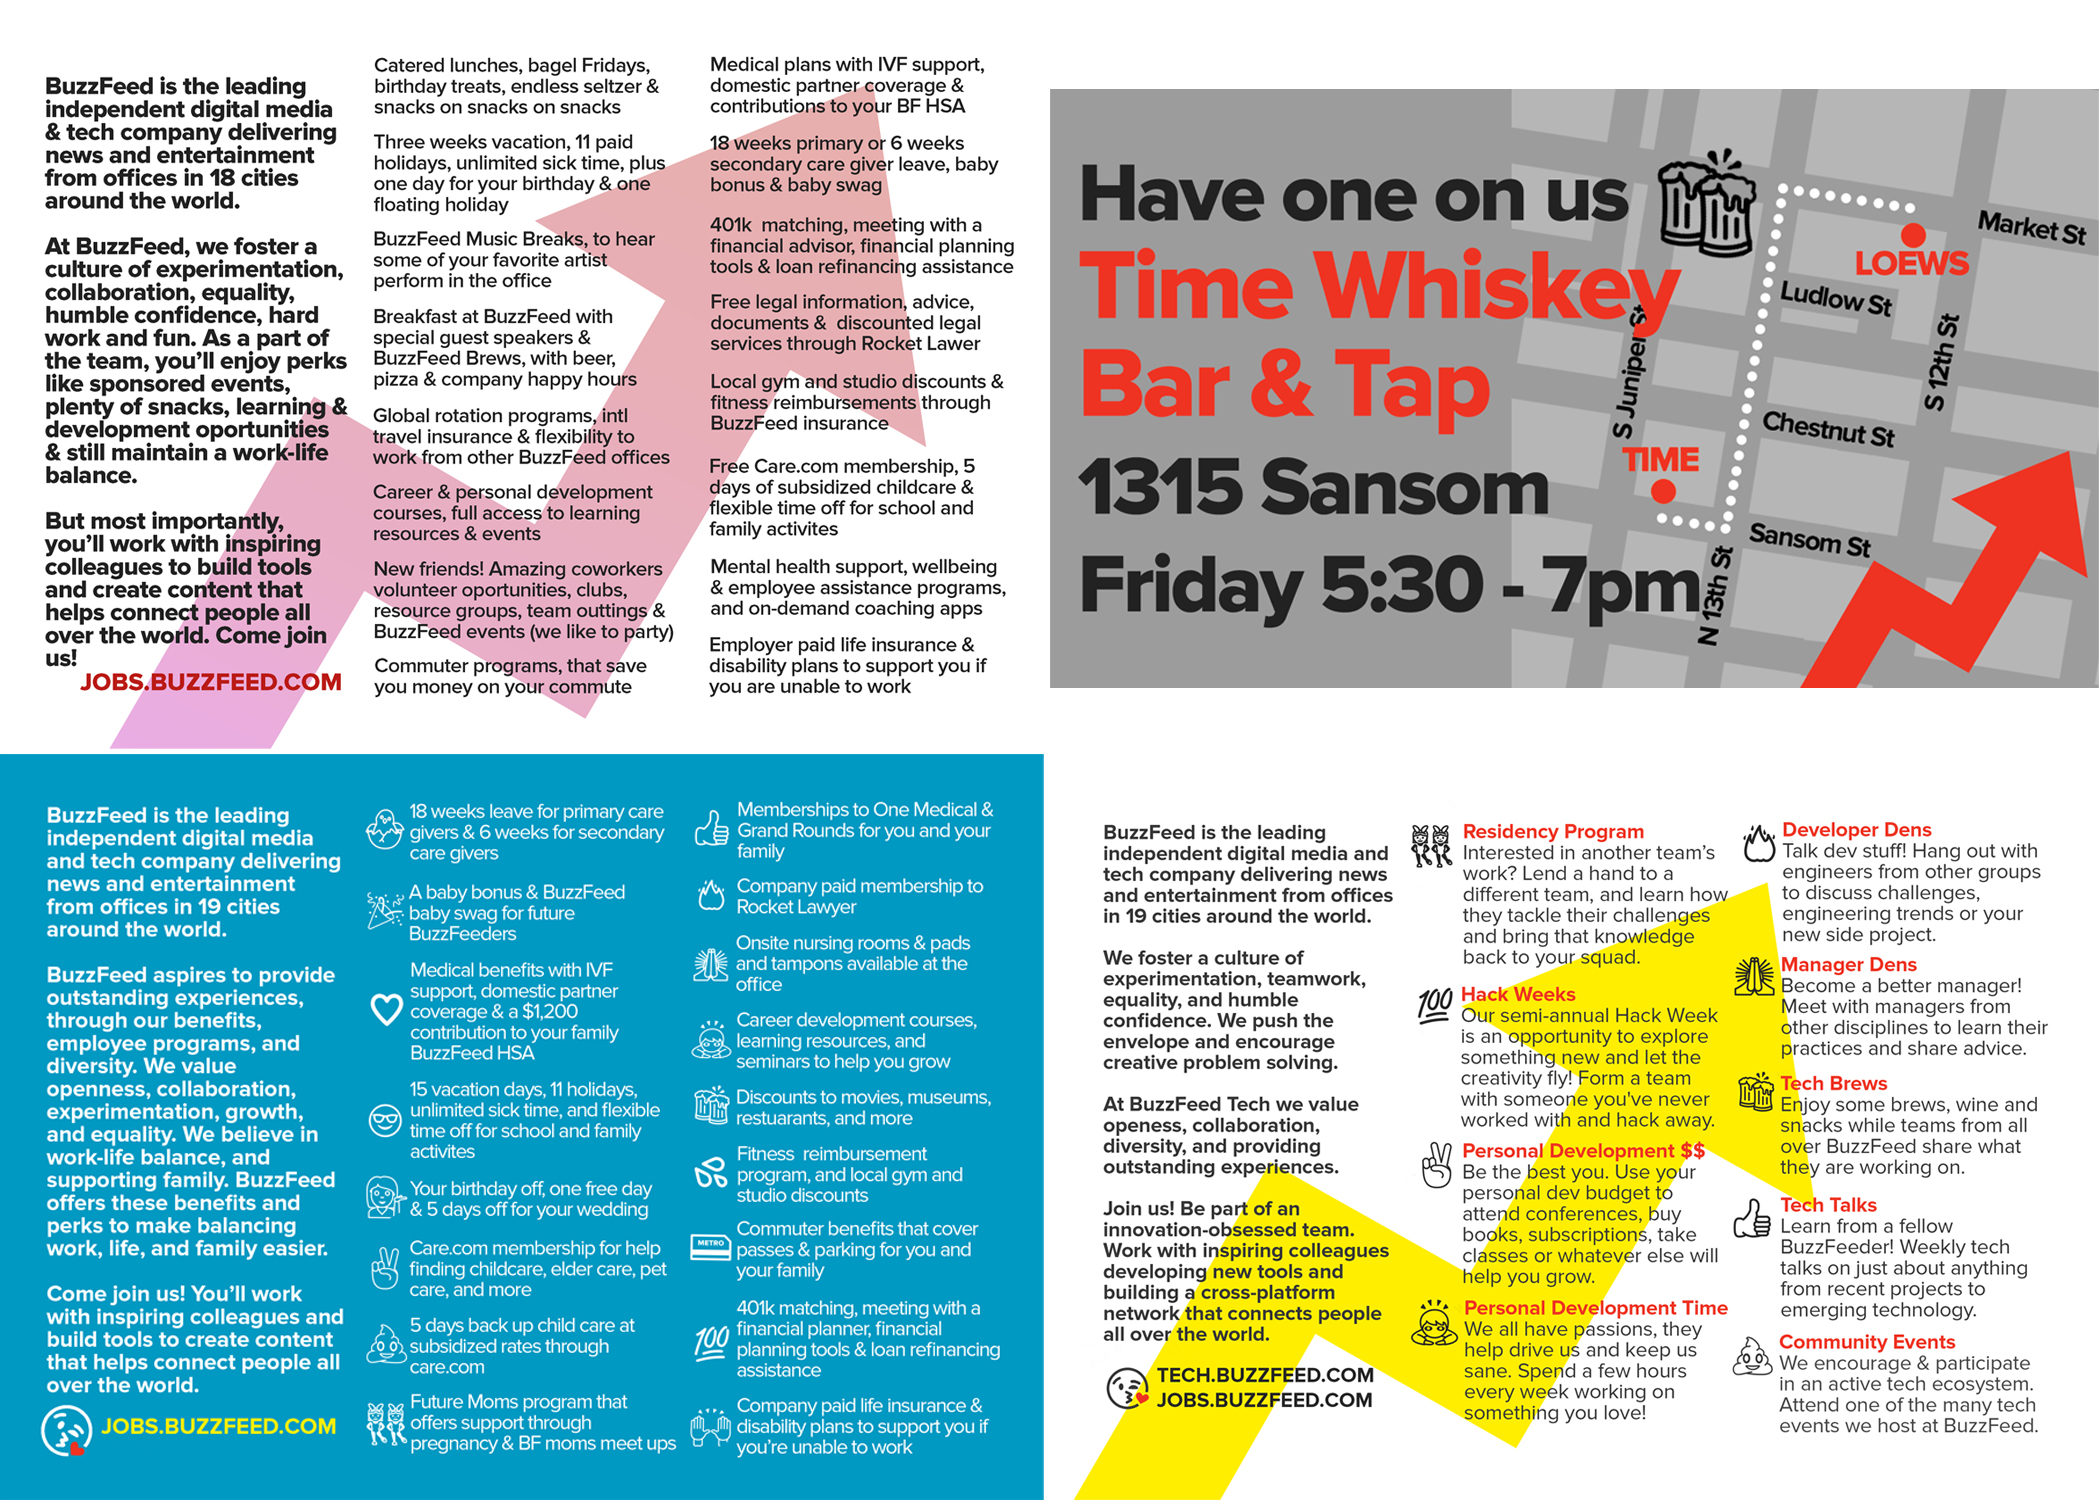 BuzzFeed is the leading
independent digital media
& tech company delivering
news and entertainment
from offices in 18 cities
around the world.
At BuzzFeed, we foster a
culture of experimentation,
collaboration, equality,
humble confidence, hard
work and fun. As a part of
the team, you'll enjoy perks
like sponsored events,
plenty of snacks, learning &
development oportunities
& still maintain a work-life
balance.
But most importantly,
you'll work with inspiring
colleagues to build tools
and create content that
helps connect people all
over the world. Come join
us!
JOBS.BUZZFEED.COM
Catered lunches, bagel Fridays,
birthday treats, endless seltzer &
snacks on snacks on snacks
Three weeks vacation, 11 paid
holidays, unlimited sick time, plus
one day for your birthday & one
floating holiday
BuzzFeed Music Breaks, to hear
some of your favorite artist
perform in the office
Breakfast at BuzzFeed with
special guest speakers &
BuzzFeed Brews, with beer,
pizza & company happy hours
Global rotation programs, intl
travel insurance & flexibility to
work from other BuzzFeed offices
Career & personal development
courses, full access to learning
resources & events
New friends! Amazing coworkers
volunteer oportunities, clubs,
resource groups, team outtings &
BuzzFeed events (we like to party)
Commuter programs, that save
you money on your commute
Medical plans with IVF support,
domestic partner coverage &
contributions to your BF HSA
18 weeks primary or 6 weeks
secondary care giver leave, baby
bonus & baby swag
401k matching, meeting with a
financial advisor, financial planning
tools & loan refinancing assistance
Free legal information, advice,
documents & discounted legal
services through Rocket Lawer
Local gym and studio discounts &
fitness reimbursements through
BuzzFeed insurance
Free Care.com membership, 5
days of subsidized childcare &
flexible time off for school and
family activites
Mental health support, wellbeing
& employee assistance programs,
and on-demand coaching apps
Employer paid life insurance &
disability plans to support you if
you are unable to work
Have one on us
Time Whiskey
Bar & Tap
1315 Sansom
Friday 5:30 - 7pm
Market St
LOEWS
Ludlow St
S Juniper St
S 12th St
Chestnut St
TIME
Sansom St
N 13th St
BuzzFeed is the leading
independent digital media
and tech company delivering
news and entertainment
from offices in 19 cities
around the world.
BuzzFeed aspires to provide
outstanding experiences,
through our benefits,
employee programs, and
diversity. We value
openness, collaboration,
experimentation, growth,
and equality. We believe in
work-life balance, and
supporting family. BuzzFeed
offers these benefits and
perks to make balancing
work, life, and family easier.
Come join us! You'll work
with inspiring colleagues and
build tools to create content
that helps connect people all
over the world.
JOBS.BUZZFEED.COM
18 weeks leave for primary care
givers & 6 weeks for secondary
care givers
A baby bonus & BuzzFeed
baby swag for future
BuzzFeeders
Medical benefits with IVF
support, domestic partner
coverage & a $1,200
contribution to your family
BuzzFeed HSA
15 vacation days, 11 holidays,
unlimited sick time, and flexible
time off for school and family
activites
Your birthday off, one free day
& 5 days off for your wedding
Care.com membership for help
finding childcare, elder care, pet
care, and more
5 days back up child care at
subsidized rates through
care.com
Future Moms program that
offers support through
pregnancy & BF moms meet ups
Memberships to One Medical &
Grand Rounds for you and your
family
Company paid membership to
Rocket Lawyer
Onsite nursing rooms & pads
and tampons available at the
office
Career development courses,
learning resources, and
seminars to help you grow
Discounts to movies, museums,
restuarants, and more
Fitness reimbursement
program, and local gym and
studio discounts
METRO
Commuter benefits that cover
passes & parking for you and
your family
100
401k matching, meeting with a
financial planner, financial
planning tools & loan refinancing
assistance
Company paid life insurance &
disability plans to support you if
you're unable to work
BuzzFeed is the leading
independent digital media and
tech company delivering news
and entertainment from offices
in 19 cities around the world.
We foster a culture of
experimentation, teamwork,
equality, and humble
confidence. We push the
envelope and encourage
creative problem solving.
At BuzzFeed Tech we value
openess, collaboration,
diversity, and providing
outstanding experiences.
Join us! Be part of an
innovation-obsessed team.
Work with inspiring colleagues
developing new tools and
building a cross-platform
network that connects people
all over the world.
TECH.BUZZFEED.COM
JOBS.BUZZFEED.COM
Residency Program
Interested in another team's
work? Lend a hand to a
different team, and learn how
they tackle their challenges
and bring that knowledge
back to your squad.
100
Hack Weeks
Our semi-annual Hack Week
is an opportunity to explore
something new and let the
creativity fly! Form a team
with someone you've never
worked with and hack away.
Personal Development $$
Be the best you. Use your
personal dev budget to
attend conferences, buy
books, subscriptions, take
classes or whatever else will
help you grow.
Personal Development Time
We all have passions, they
help drive us and keep us
sane. Spend a few hours
every week working on
something you love!
Developer Dens
Talk dev stuff! Hang out with
engineers from other groups
to discuss challenges,
engineering trends or your
new side project.
Manager Dens
Become a better manager!
Meet with managers from
other disciplines to learn their
practices and share advice.
Tech Brews
Enjoy some brews, wine and
snacks while teams from all
over BuzzFeed share what
they are working on.
Tech Talks
Learn from a fellow
BuzzFeeder! Weekly tech
talks on just about anything
from recent projects to
emerging technology.
Community Events
We encourage & participate
in an active tech ecosystem.
Attend one of the many tech
events we host at BuzzFeed.